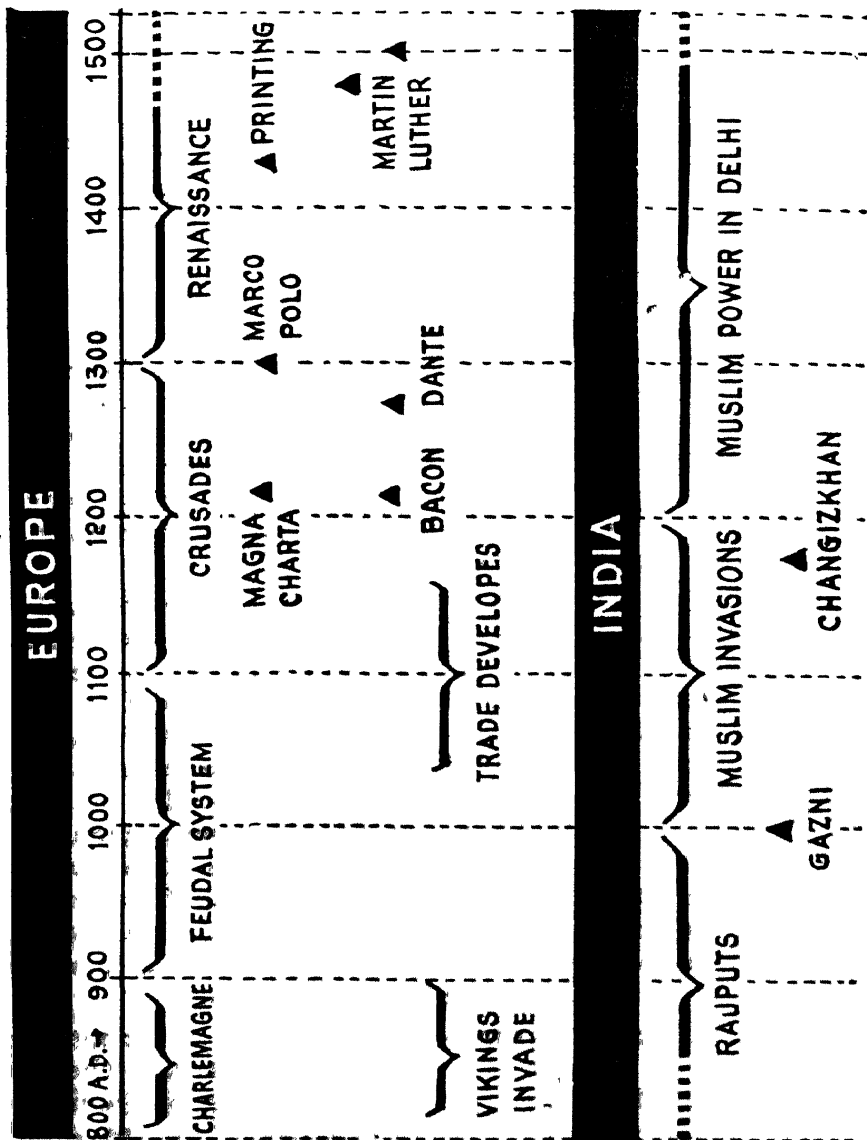 EUROPE
800 A.D.→ 900 1000 1100 1200 1300 1400 1500
CHARLEMAGNE
FEUDAL SYSTEM
CRUSADES
RENAISSANCE
MAGNA
CHARTA
MARCO
POLO
PRINTING
MARTIN
LUTHER
VIKINGS
INVADE
TRADE DEVELOPES
BACON
DANTE
INDIA
RAJPUTS
MUSLIM INVASIONS
MUSLIM POWER IN DELHI
GAZNI
CHANGIZKHAN